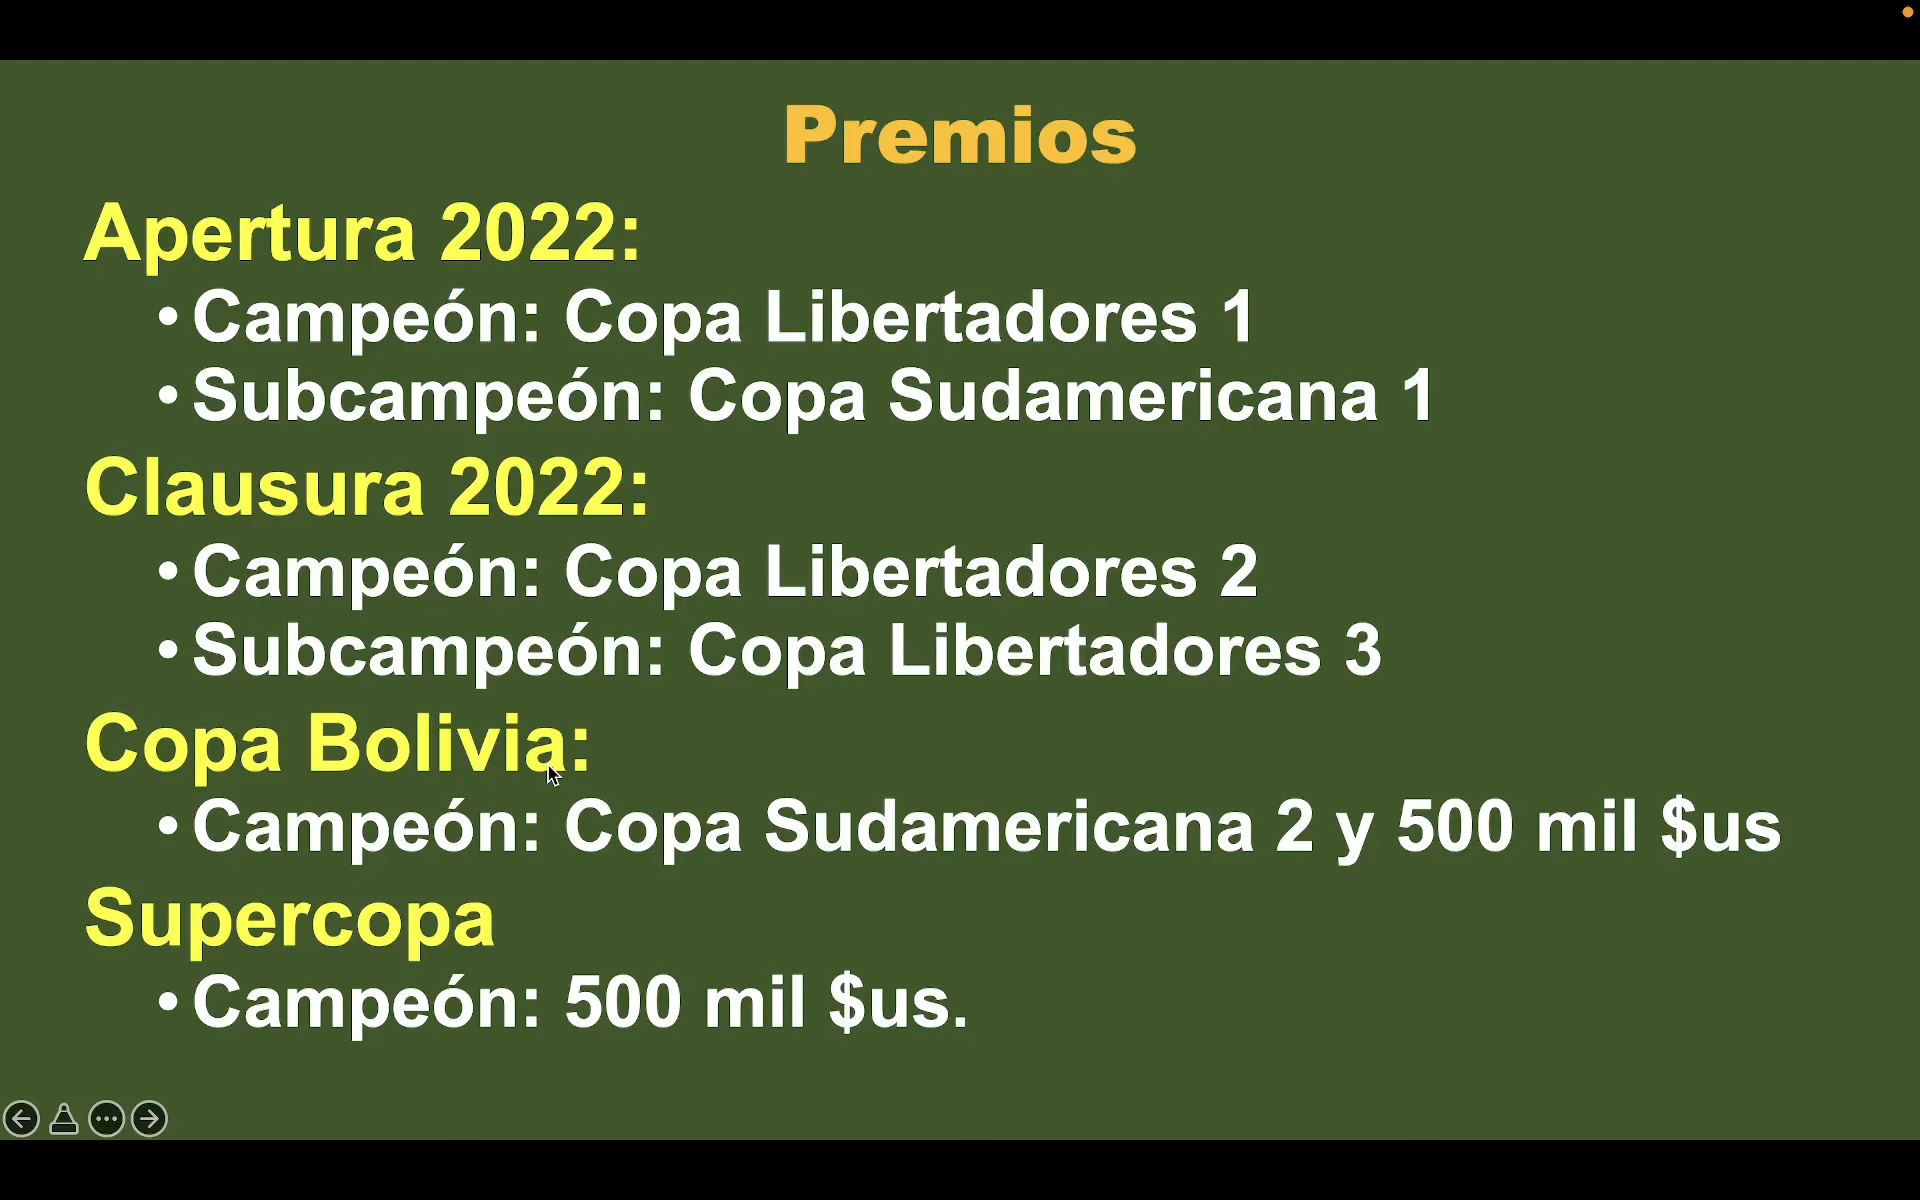 Premios
Apertura 2022:
• Campeón: Copa Libertadores 1
• Subcampeón: Copa Sudamericana 1
Clausura 2022:
• Campeón: Copa Libertadores 2
• Subcampeón: Copa Libertadores 3
Copa Bolivia:
• Campeón: Copa Sudamericana 2 y 500 mil $us
Supercopa
• Campeón: 500 mil $us.